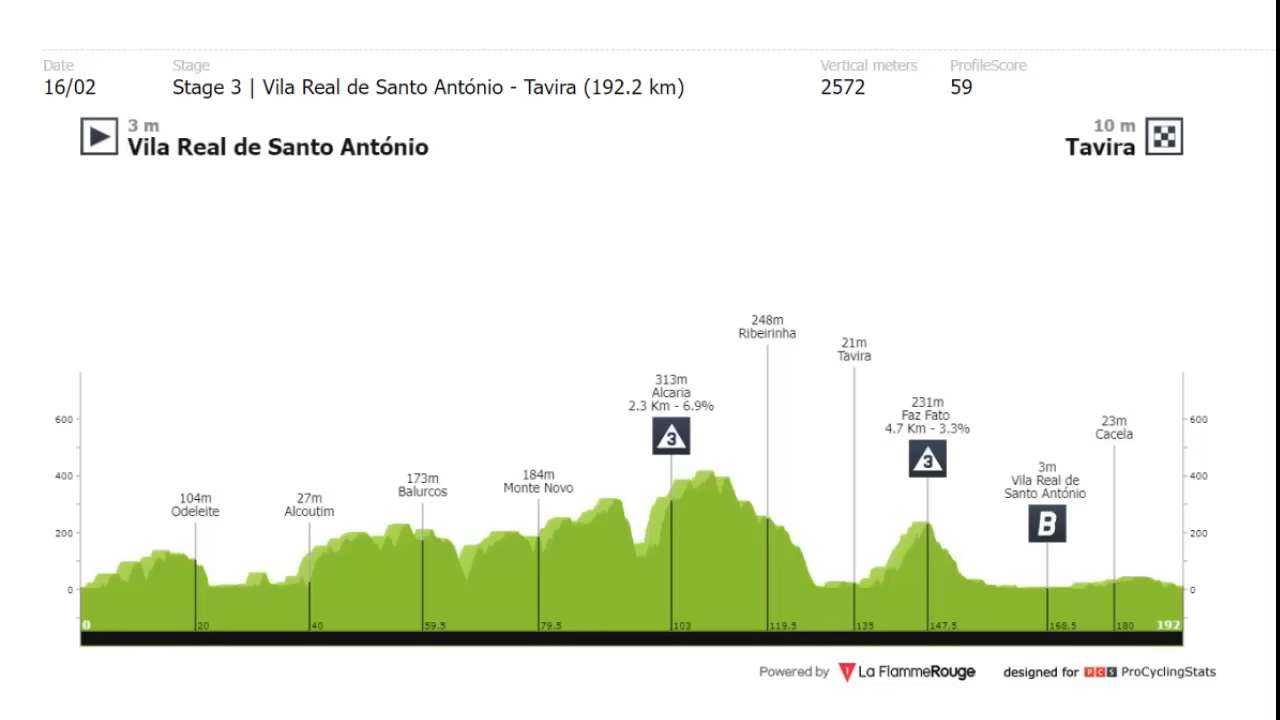 Date Stage Vertical meters ProfileScore
16/02 Stage 3 | Vila Real de Santo António - Tavira (192.2 km) 2572 59
3 m
Vila Real de Santo António
10 m
Tavira
248m
Ribeirinha
21m
Tavira
313m
Alcaria
2.3 Km - 6.9%
3
231m
Faz Fato
4.7 Km - 3.3%
3
23m
Cacela
3m
Vila Real de
Santo António
B
184m
Monte Novo
173m
Balurcos
104m
Odeleite
27m
Alcoutim
600
400
200
0
600
400
200
0
0 20 40 59.5 79.5 103 119.5 135 147.5 168.5 180 192
Powered by La FlammeRouge designed for PCS ProCyclingStats